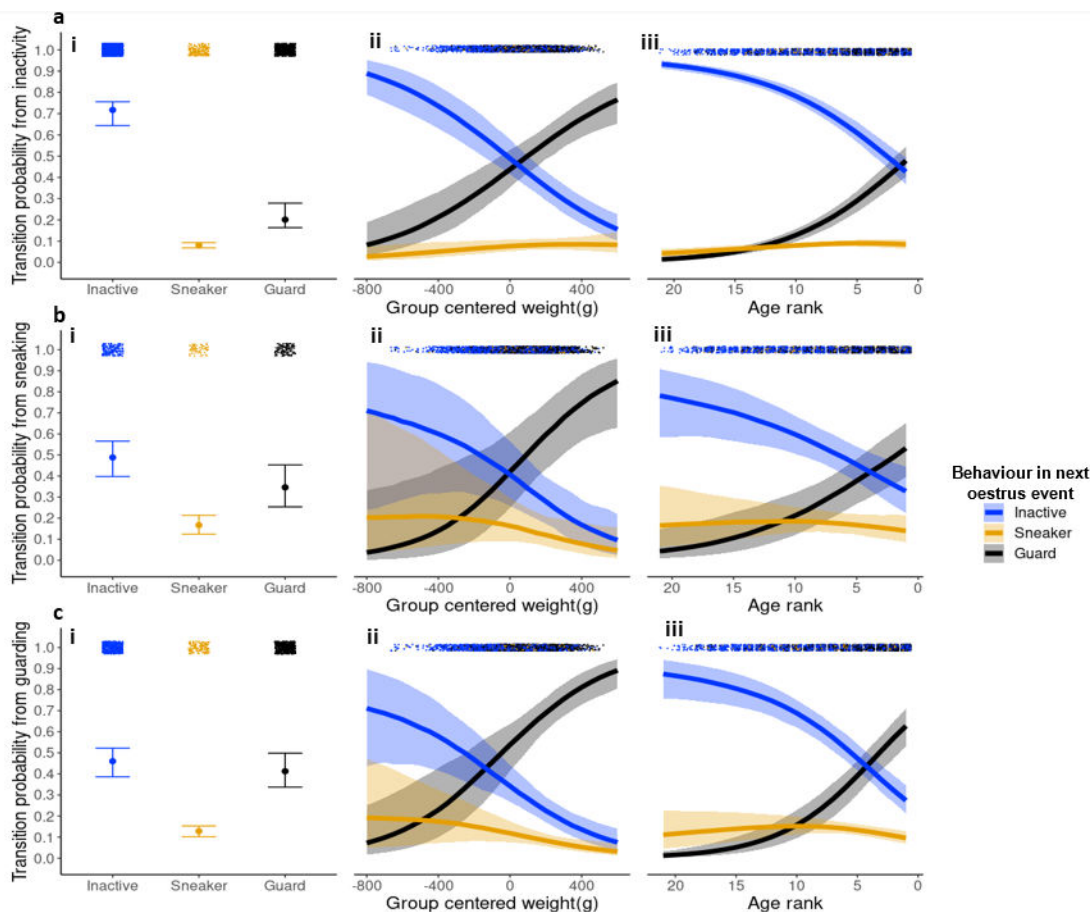 a
i
ii
iii
Transition probability from inactivity
1.0
0.9
0.8
0.7
0.6
0.5
0.4
0.3
0.2
0.1
0.0
Inactive Sneaker Guard
-800 -400 0 400
Group centered weight(g)
20 15 10 5 0
Age rank
b
i
ii
iii
Transition probability from sneaking
1.0
0.9
0.8
0.7
0.6
0.5
0.4
0.3
0.2
0.1
0.0
Inactive Sneaker Guard
-800 -400 0 400
Group centered weight(g)
20 15 10 5 0
Age rank
Behaviour in next
oestrus event
Inactive
Sneaker
Guard
c
i
ii
iii
Transition probability from guarding
1.0
0.9
0.8
0.7
0.6
0.5
0.4
0.3
0.2
0.1
0.0
Inactive Sneaker Guard
-800 -400 0 400
Group centered weight(g)
20 15 10 5 0
Age rank